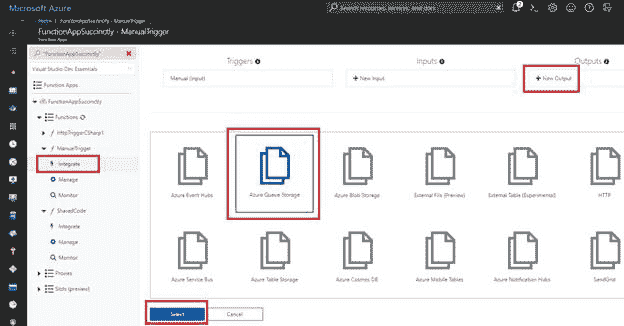 Microsoft Azure
Search resources, services, and docs
FunctionAppSuccinctly - ManualTrigger
Function Apps
"FunctionAppSuccinctly"
Visual Studio Dev Essentials
Function Apps
FunctionAppSuccinctly
Functions
HttpTriggerCSharp1
ManualTrigger
Integrate
Manage
Monitor
SharedCode
Integrate
Manage
Monitor
Proxies
Slots (preview)
Triggers
Inputs
Outputs
Manual (input)
+ New Input
+ New Output
Azure Event Hubs
Azure Queue Storage
Azure Blob Storage
External File (Preview)
External Table (Experimental)
HTTP
Azure Service Bus
Azure Table Storage
Azure Cosmos DB
Azure Mobile Tables
Azure Notification Hubs
SendGrid
Select
Cancel